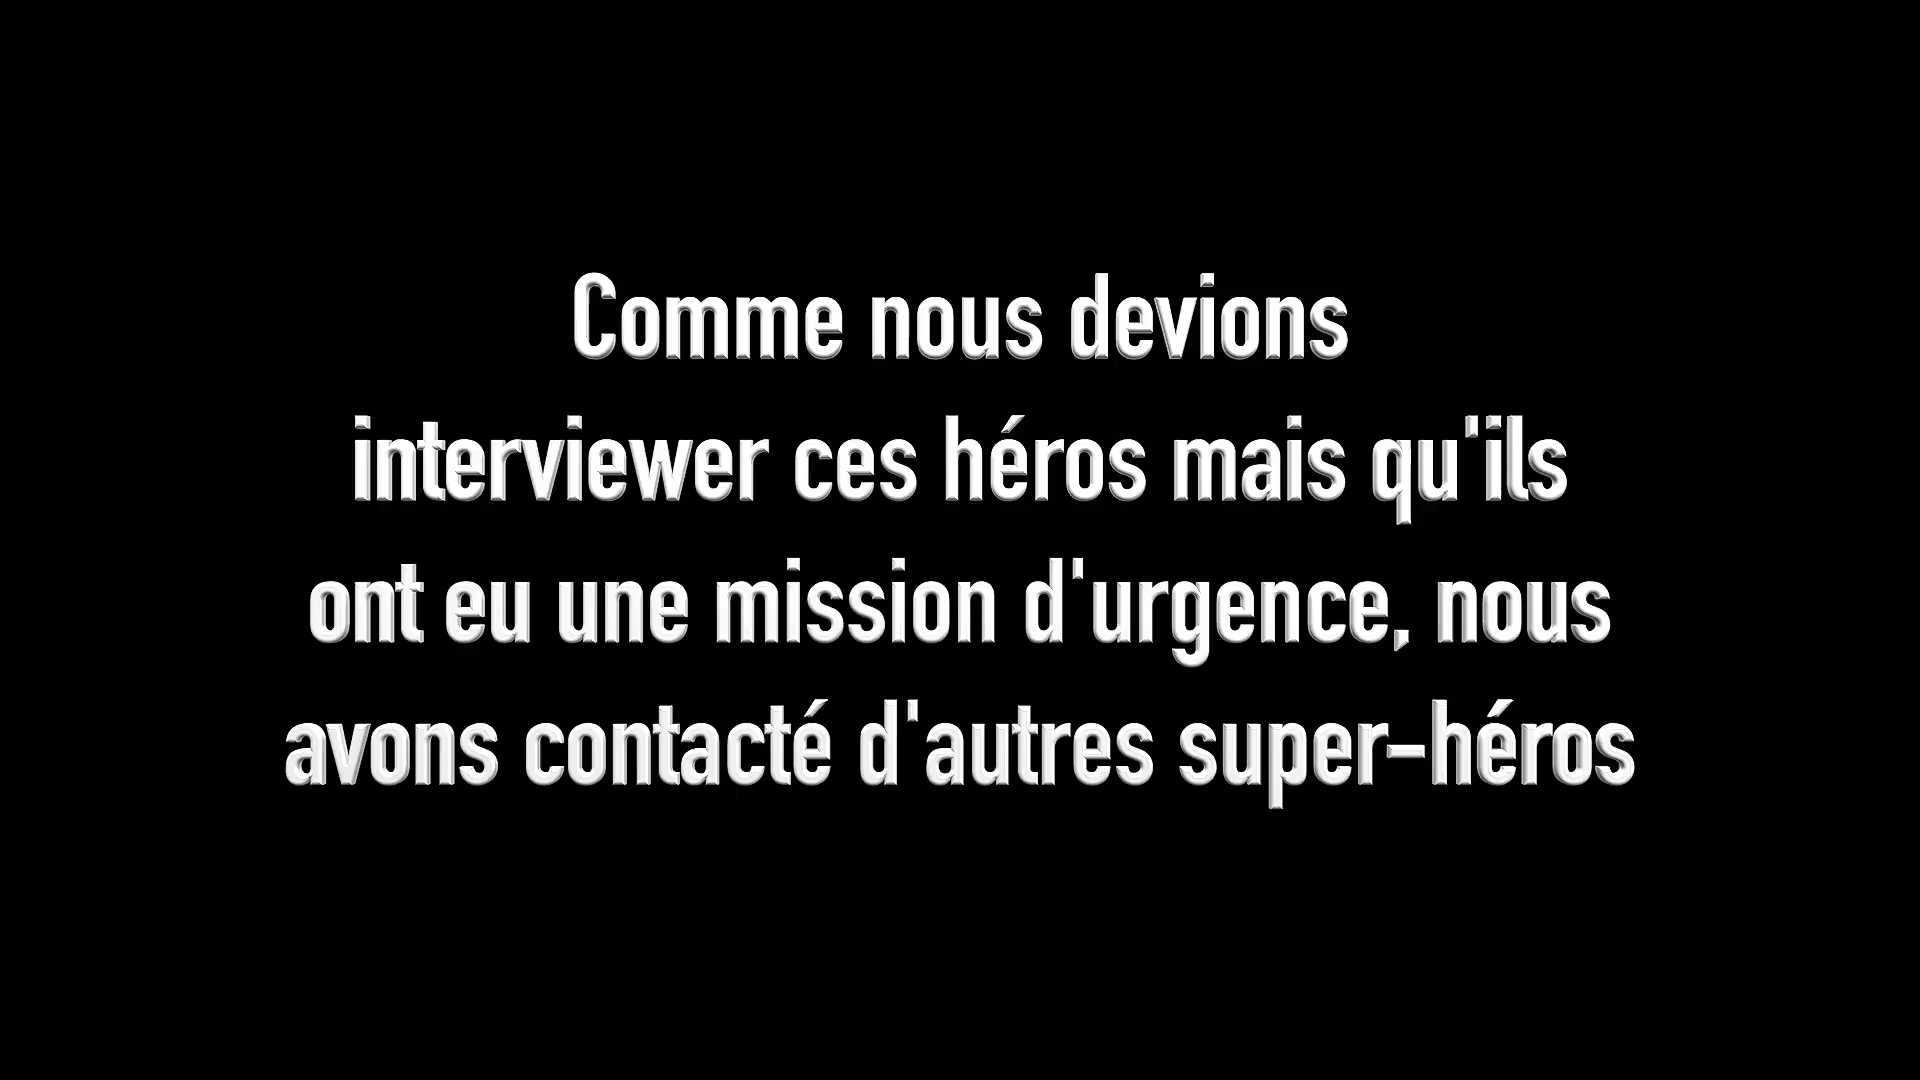 Comme nous devions
interviewer ces héros mais qu'ils
ont eu une mission d'urgence, nous
avons contacté d'autres super-héros